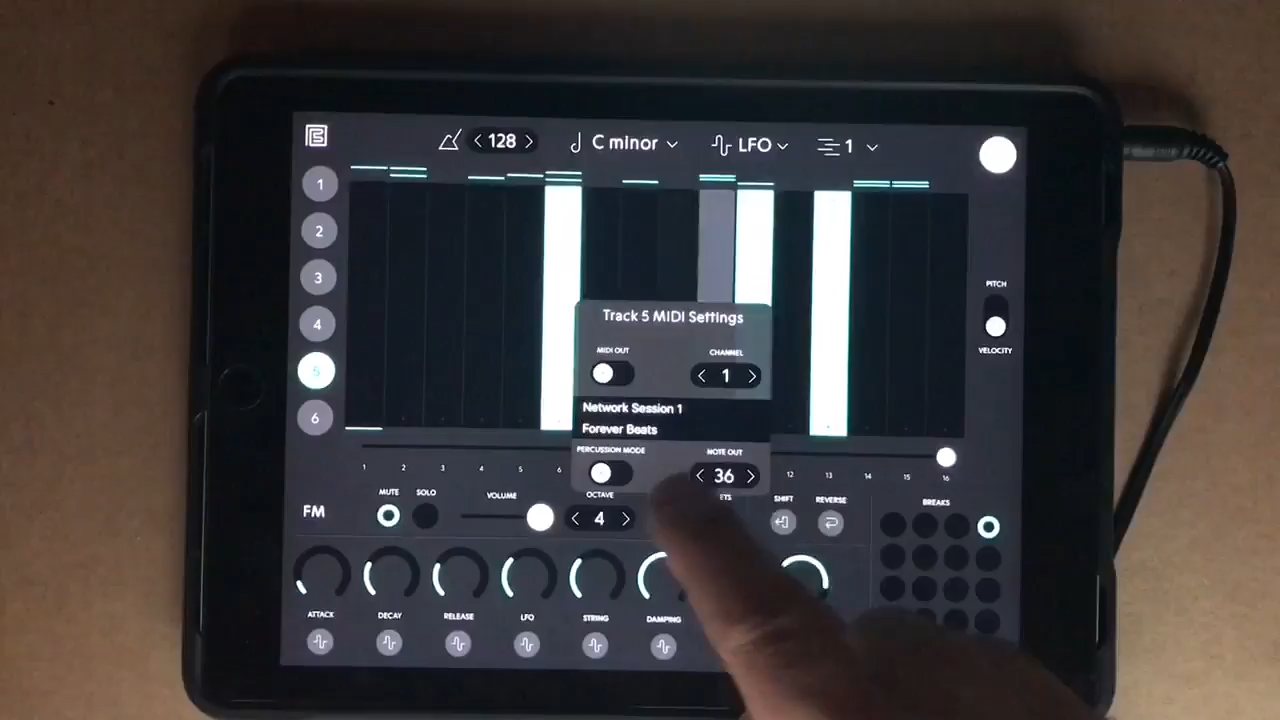 128 C minor LFO 1
1
2
3
4
5
6
PITCH
VELOCITY
Track 5 MIDI Settings
MIDI OUT CHANNEL
1
Network Session 1
Forever Beats
PERCUSSION MODE NOTE OUT
36
1 2 3 4 5 6 12 13 14 15 16
FM MUTE SOLO VOLUME OCTAVE ETS SHIFT REVERSE BREAKS
4
ATTACK DECAY RELEASE LFO STRING DAMPING